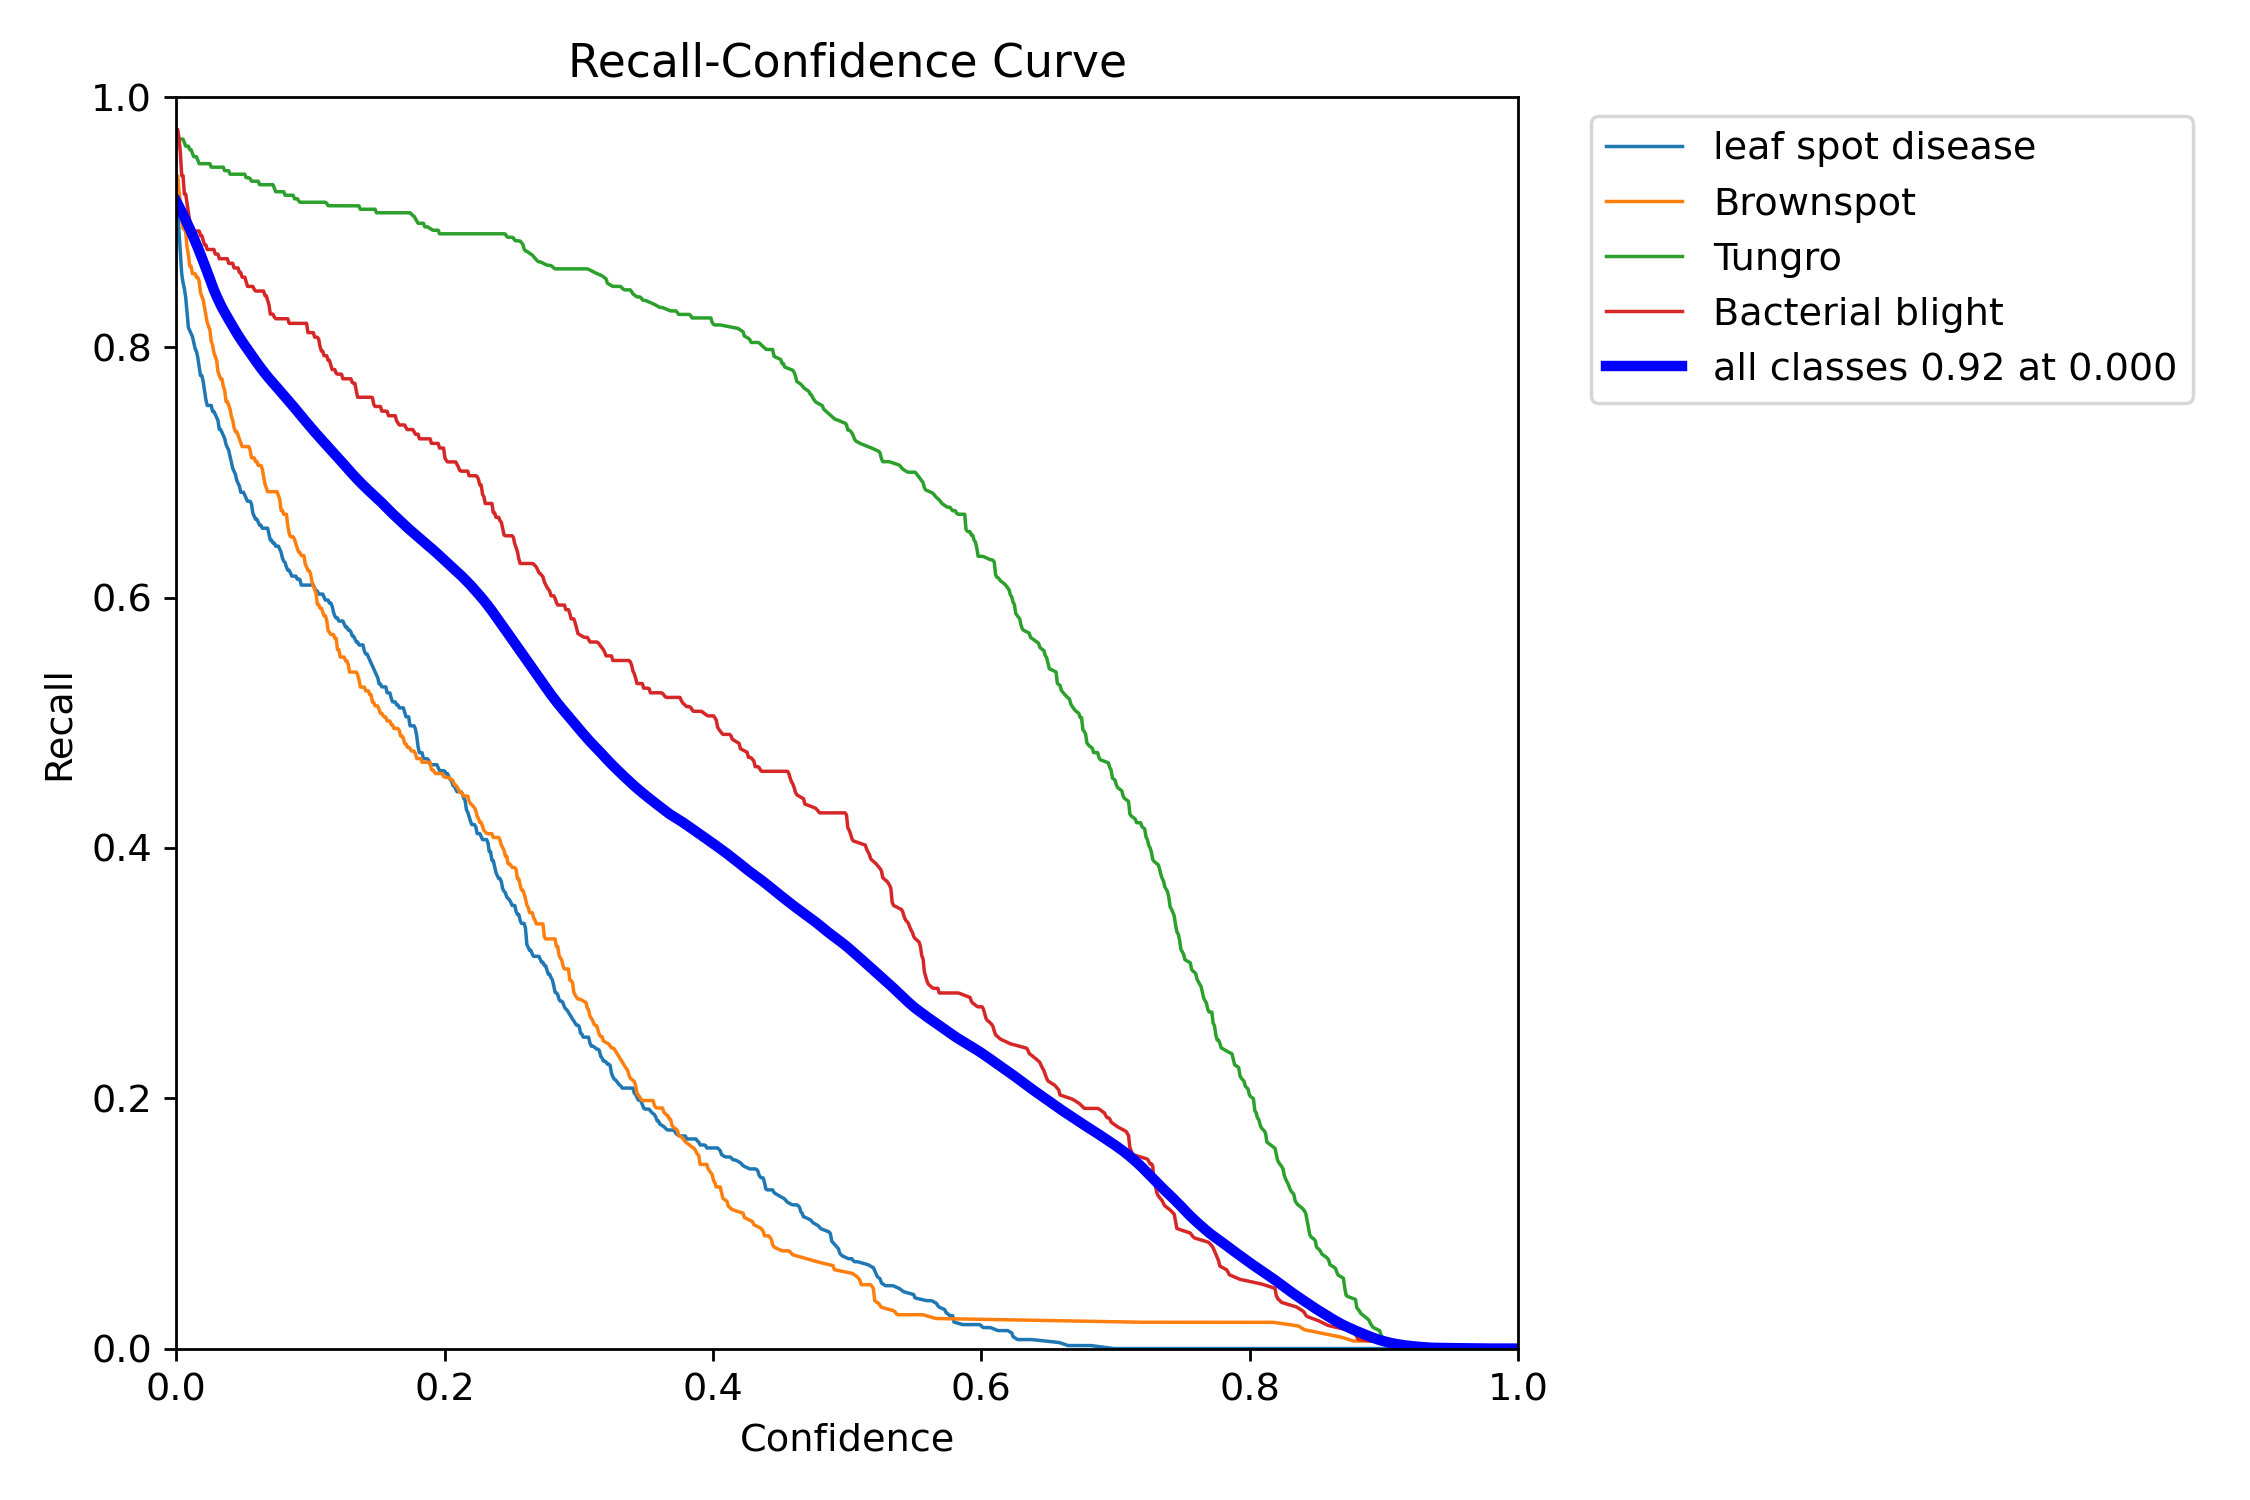 Recall-Confidence Curve
1.0
0.8
0.6
0.4
0.2
0.0
Recall
0.0 0.2 0.4 0.6 0.8 1.0
Confidence
leaf spot disease
Brownspot
Tungro
Bacterial blight
all classes 0.92 at 0.000